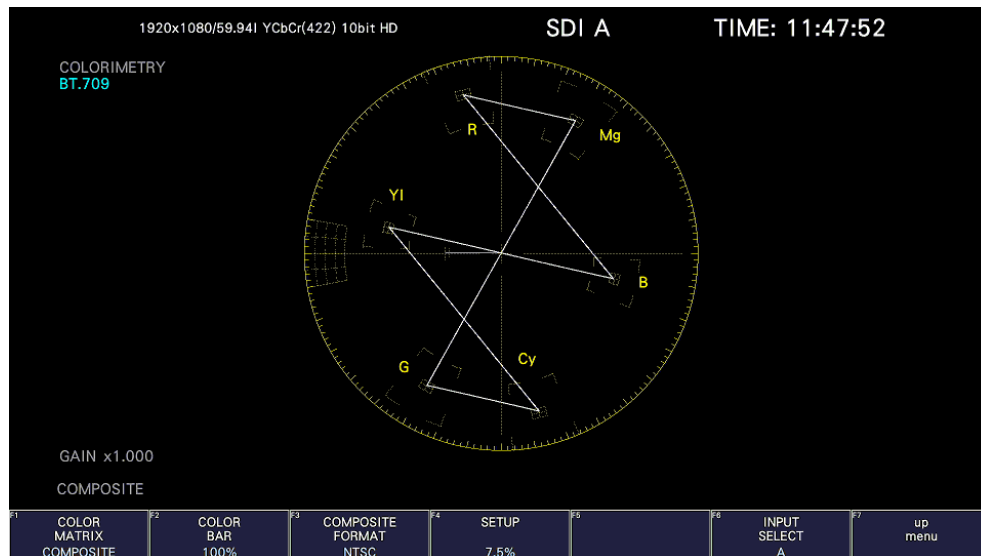 1920x1080/59.94I YCbCr(422) 10bit HD SDI A TIME: 11:47:52
COLORIMETRY
BT.709
R
Mg
Yl
B
G
Cy
GAIN x1.000
COMPOSITE
F1 COLOR MATRIX COMPOSITE
F2 COLOR BAR 100%
F3 COMPOSITE FORMAT NTSC
F4 SETUP 7.5%
F5
F6 INPUT SELECT A
F7 up menu